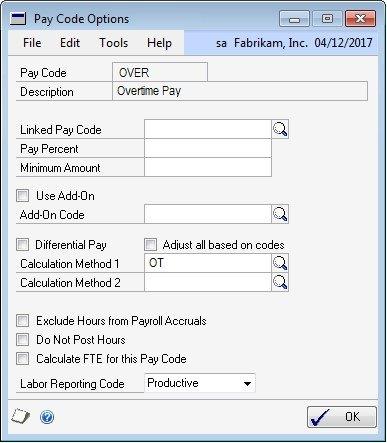 Pay Code Options
File Edit Tools Help sa Fabrikam, Inc. 04/12/2017
Pay Code OVER
Description Overtime Pay
Linked Pay Code
Pay Percent
Minimum Amount
Use Add-On
Add-On Code
Differential Pay Adjust all based on codes
Calculation Method 1 OT
Calculation Method 2
Exclude Hours from Payroll Accruals
Do Not Post Hours
Calculate FTE for this Pay Code
Labor Reporting Code Productive
OK